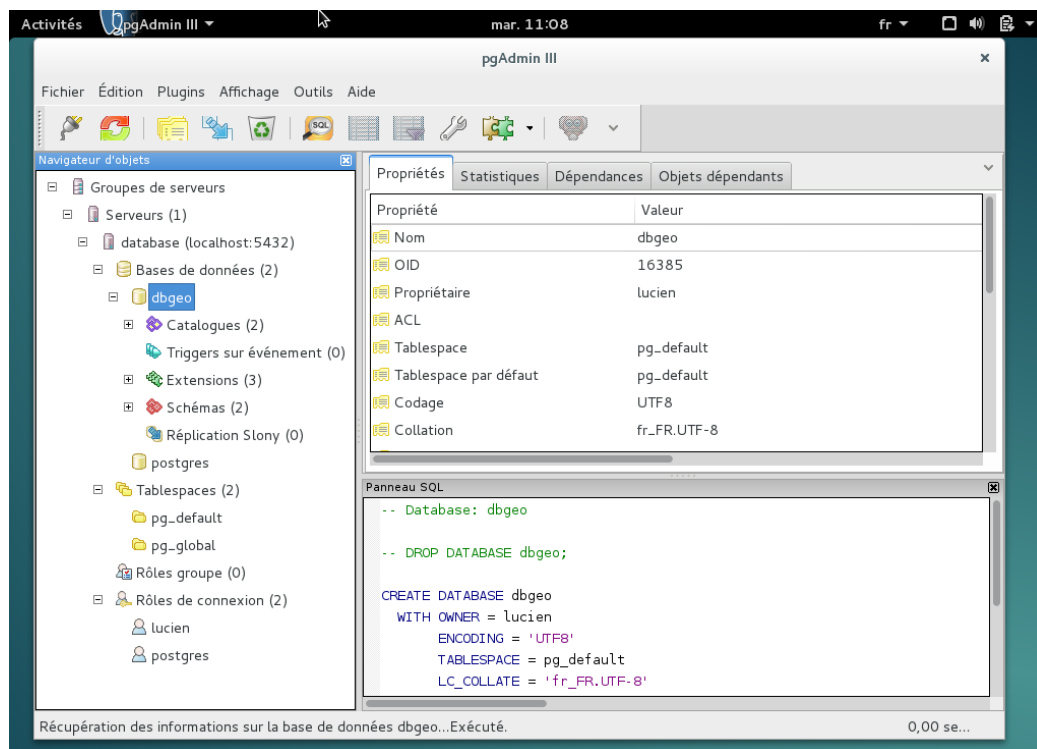 Activités pgAdmin III mar. 11:08 fr
pgAdmin III
Fichier Édition Plugins Affichage Outils Aide
SQL
Navigateur d'objets
Groupes de serveurs
Serveurs (1)
database (localhost:5432)
Bases de données (2)
dbgeo
Catalogues (2)
Triggers sur événement (0)
Extensions (3)
Schémas (2)
Réplication Slony (0)
postgres
Tablespaces (2)
pg_default
pg_global
Rôles groupe (0)
Rôles de connexion (2)
lucien
postgres
Propriétés Statistiques Dépendances Objets dépendants
Propriété Valeur
Nom dbgeo
OID 16385
Propriétaire lucien
ACL
Tablespace pg_default
Tablespace par défaut pg_default
Codage UTF8
Collation fr_FR.UTF-8
Panneau SQL
-- Database: dbgeo
-- DROP DATABASE dbgeo;
CREATE DATABASE dbgeo
WITH OWNER = lucien
ENCODING = 'UTF8'
TABLESPACE = pg_default
LC_COLLATE = 'fr_FR.UTF-8'
Récupération des informations sur la base de données dbgeo...Exécuté. 0,00 se...